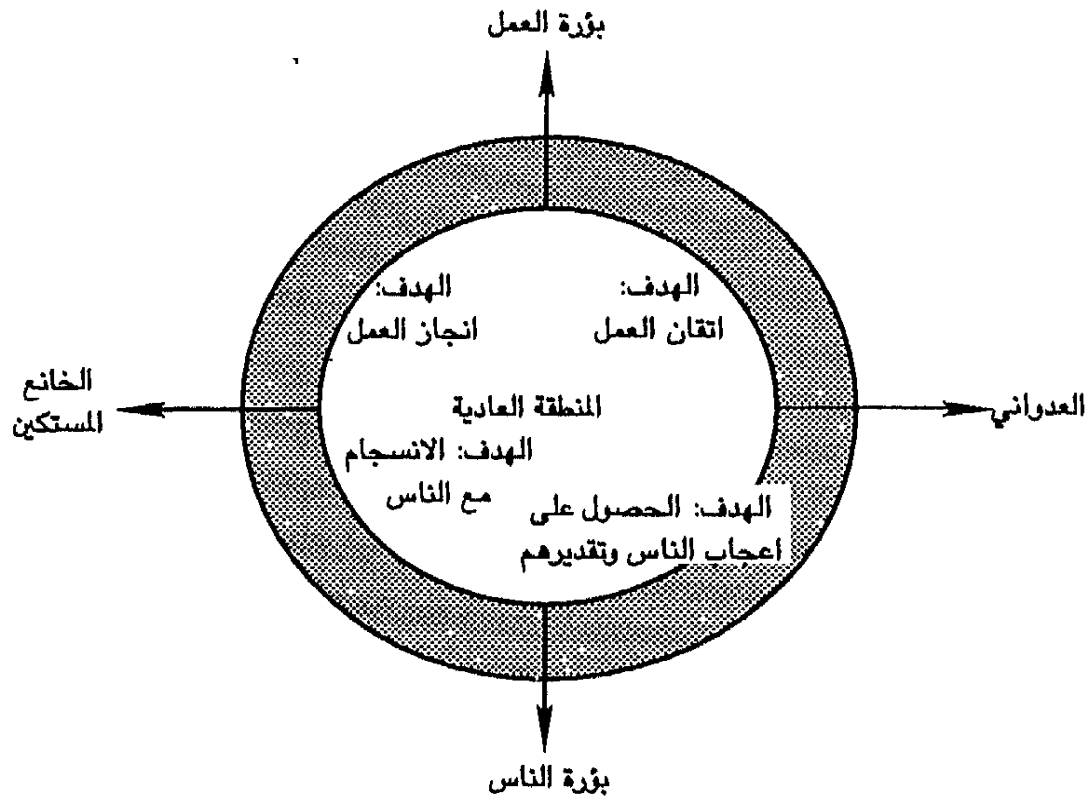 بؤرة العمل
الهدف:
اتقان العمل
الهدف:
انجاز العمل
العدواني
المنطقة العادية
الخانع
المستكين
الهدف: الانسجام
مع الناس
الهدف: الحصول على
اعجاب الناس وتقديرهم
بؤرة الناس